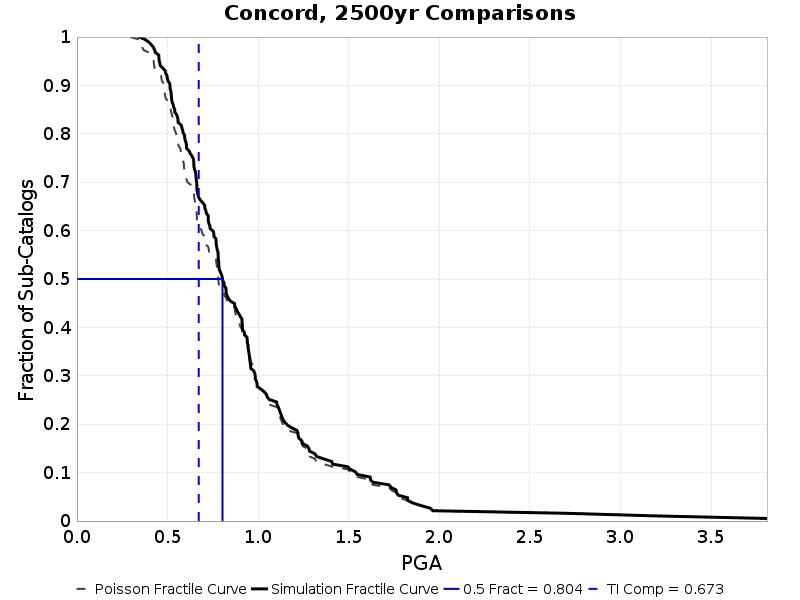 Concord, 2500yr Comparisons
1
0.9
0.8
0.7
0.6
0.5
0.4
0.3
0.2
0.1
0
Fraction of Sub-Catalogs
0.0 0.5 1.0 1.5 2.0 2.5 3.0 3.5
PGA
Poisson Fractile Curve Simulation Fractile Curve 0.5 Fract = 0.804 TI Comp = 0.673